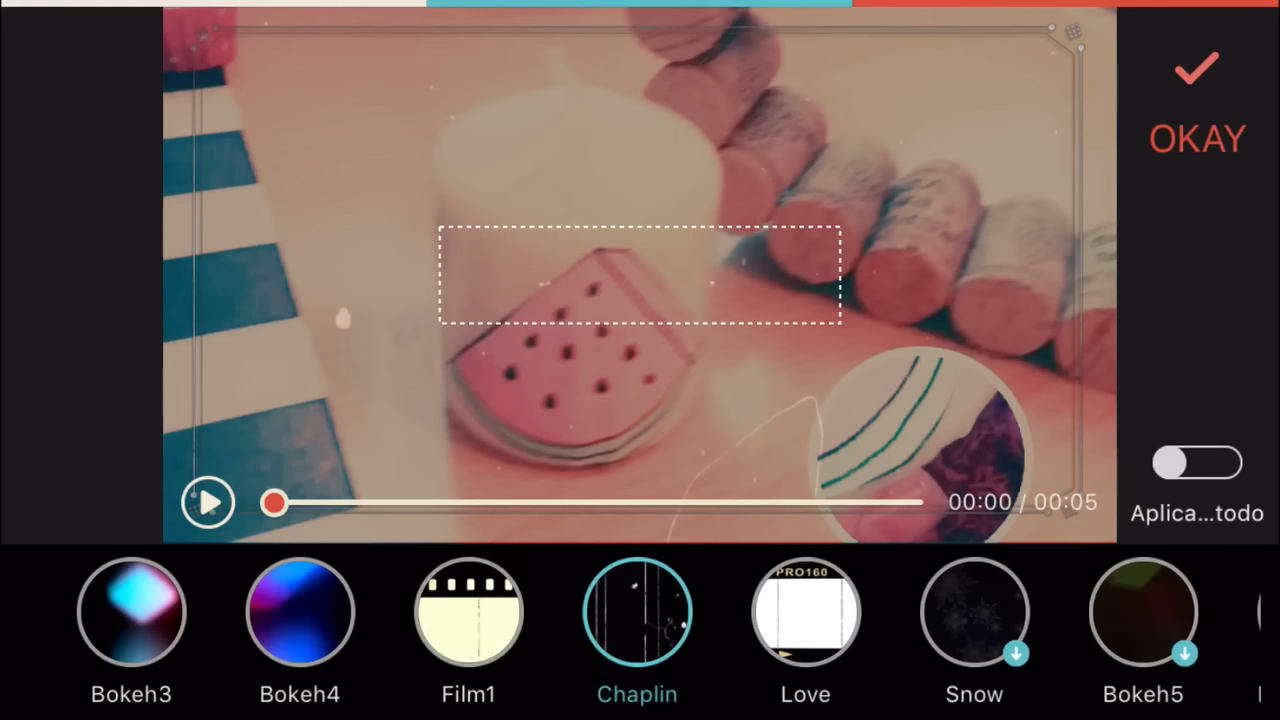 OKAY
00:00 / 00:05
Aplica...todo
PRO160
Bokeh3
Bokeh4
Film1
Chaplin
Love
Snow
Bokeh5